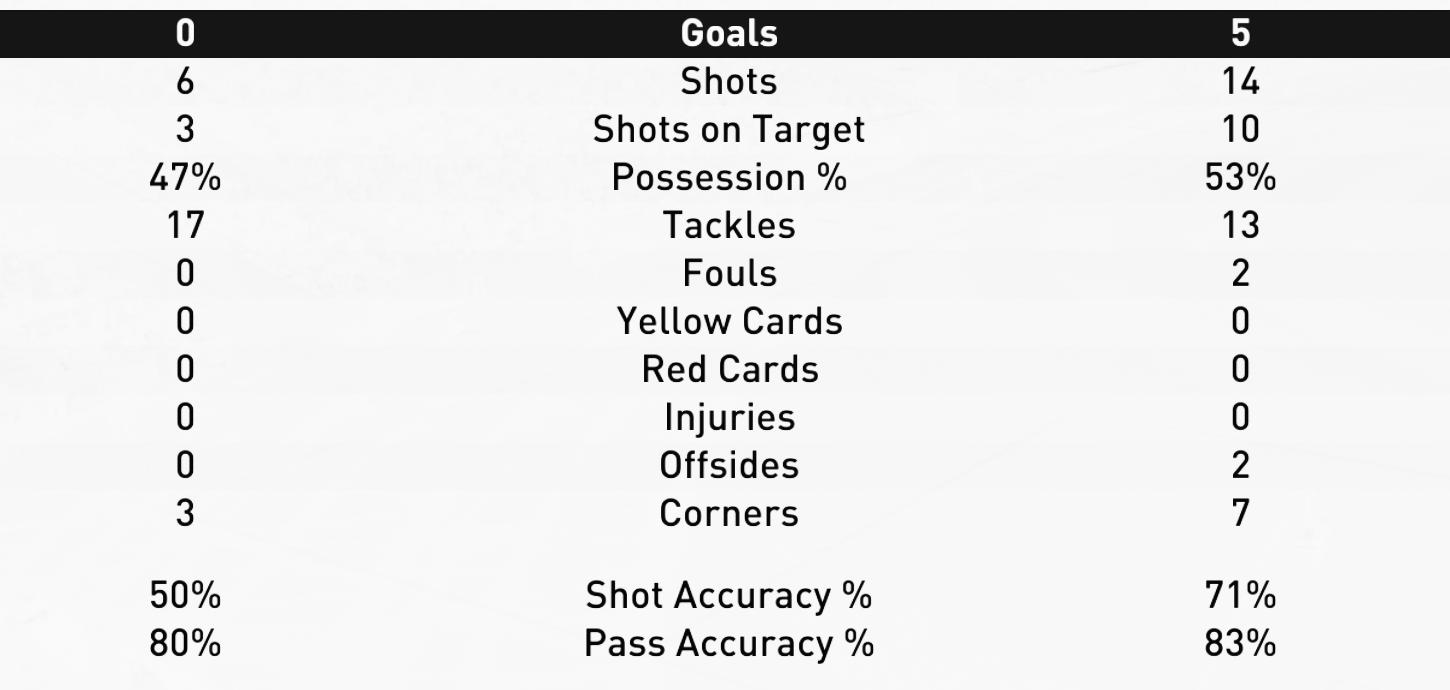 0 Goals 5
6 Shots 14
3 Shots on Target 10
47% Possession % 53%
17 Tackles 13
0 Fouls 2
0 Yellow Cards 0
0 Red Cards 0
0 Injuries 0
0 Offsides 2
3 Corners 7
50% Shot Accuracy % 71%
80% Pass Accuracy % 83%